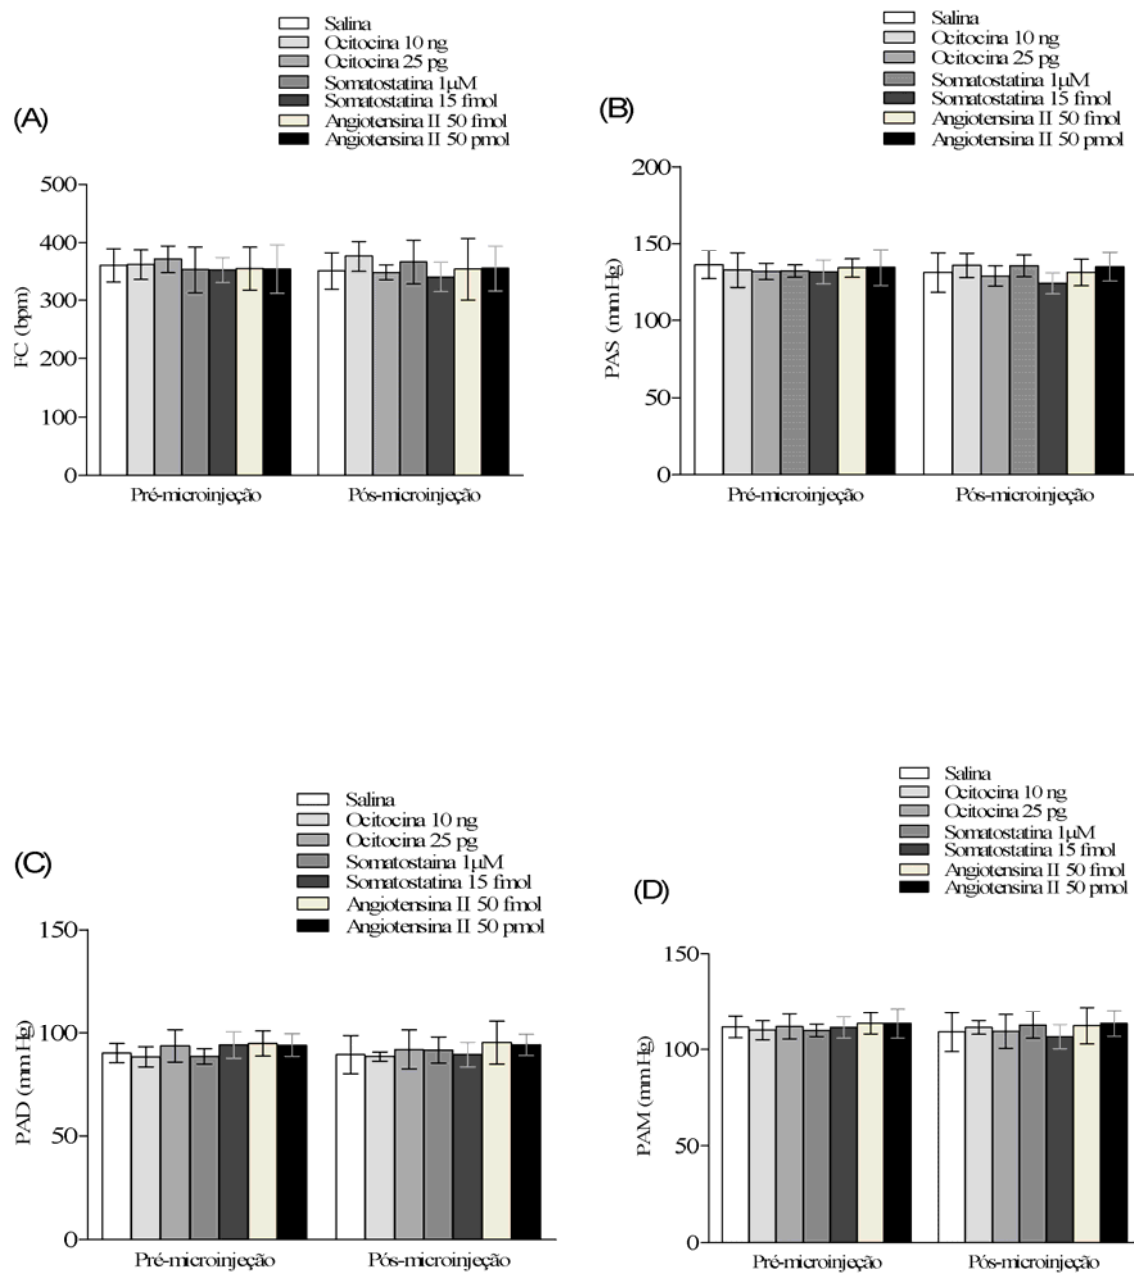 Salina
Ocitocina 10 ng
Ocitocina 25 pg
Somatostatina 1µM
Somatostatina 15 fmol
Angiotensina II 50 fmol
Angiotensina II 50 pmol
(A)
500
400
300
200
100
0
FC (bpm)
Pré-microinjeção Pós-microinjeção
Salina
Ocitocina 10 ng
Ocitocina 25 pg
Somatostatina 1µM
Somatostatina 15 fmol
Angiotensina II 50 fmol
Angiotensina II 50 pmol
(B)
200
150
100
50
0
PAS (mmHg)
Pré-microinjeção Pós-microinjeção
Salina
Ocitocina 10 ng
Ocitocina 25 pg
Somatostaina 1µM
Somatostatina 15 fmol
Angiotensina II 50 fmol
Angiotensina II 50 pmol
(C)
150
100
50
0
PAD (mmHg)
Pré-microinjeção Pós-microinjeção
Salina
Ocitocina 10 ng
Ocitocina 25 pg
Somatostatina 1µM
Somatostatina 15 fmol
Angiotensina II 50 fmol
Angiotensina II 50 pmol
(D)
150
100
50
0
PAM (mmHg)
Pré-microinjeção Pós-microinjeção